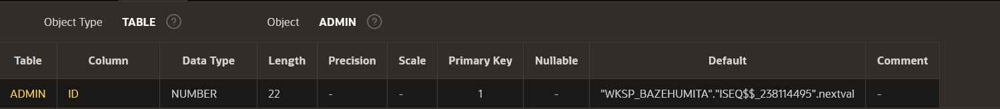 Object Type TABLE ? Object ADMIN ?
Table Column Data Type Length Precision Scale Primary Key Nullable Default Comment
ADMIN ID NUMBER 22 - - 1 - "WKSP_BAZEHUMITA"."ISEQ$$_238114495".nextval -